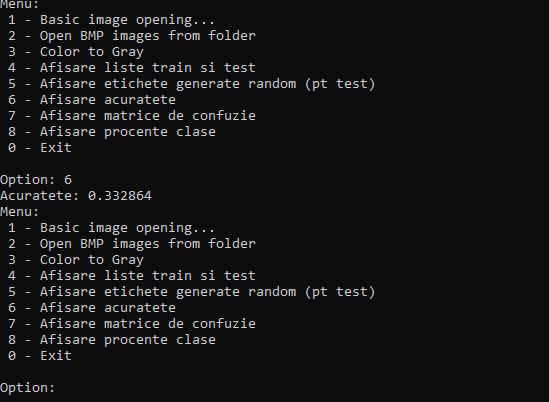 Menu:
1 - Basic image opening...
2 - Open BMP images from folder
3 - Color to Gray
4 - Afisare liste train si test
5 - Afisare etichete generate random (pt test)
6 - Afisare acuratete
7 - Afisare matrice de confuzie
8 - Afisare procente clase
0 - Exit
Option: 6
Acuratete: 0.332864
Menu:
1 - Basic image opening...
2 - Open BMP images from folder
3 - Color to Gray
4 - Afisare liste train si test
5 - Afisare etichete generate random (pt test)
6 - Afisare acuratete
7 - Afisare matrice de confuzie
8 - Afisare procente clase
0 - Exit
Option: